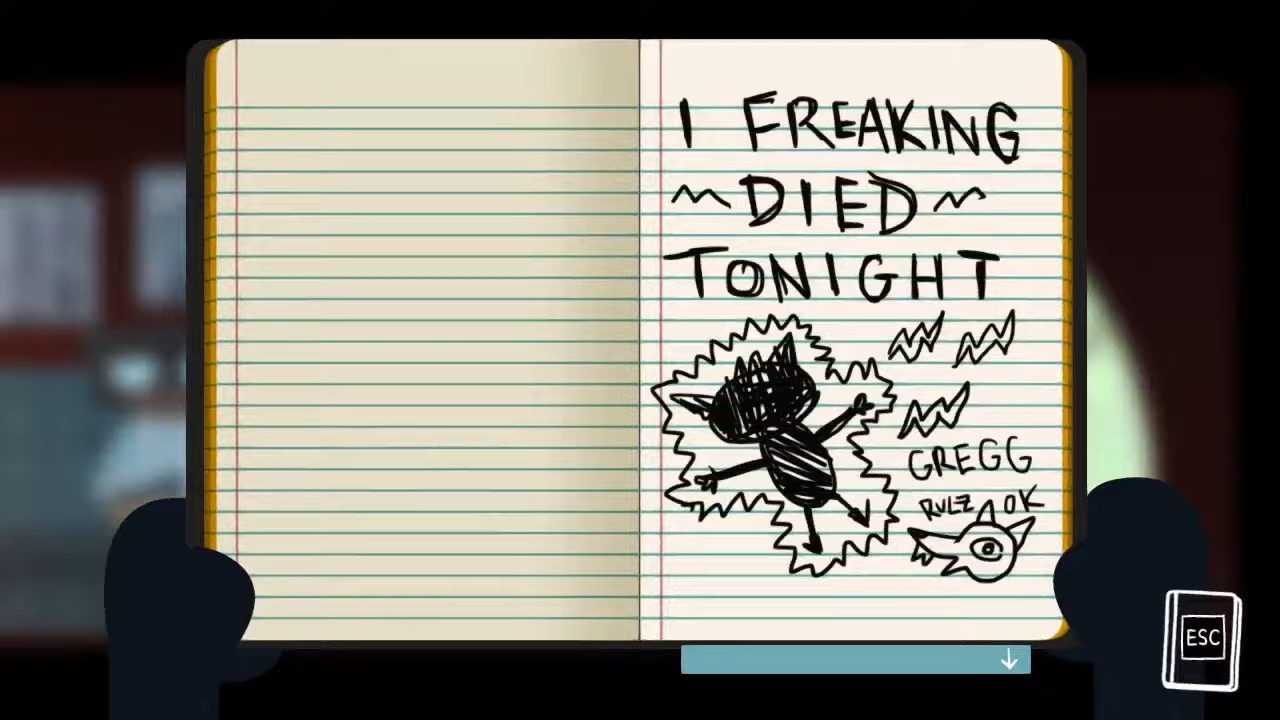 I FREAKING
~DIED~
TONIGHT
GREGG
RULZ OK
ESC